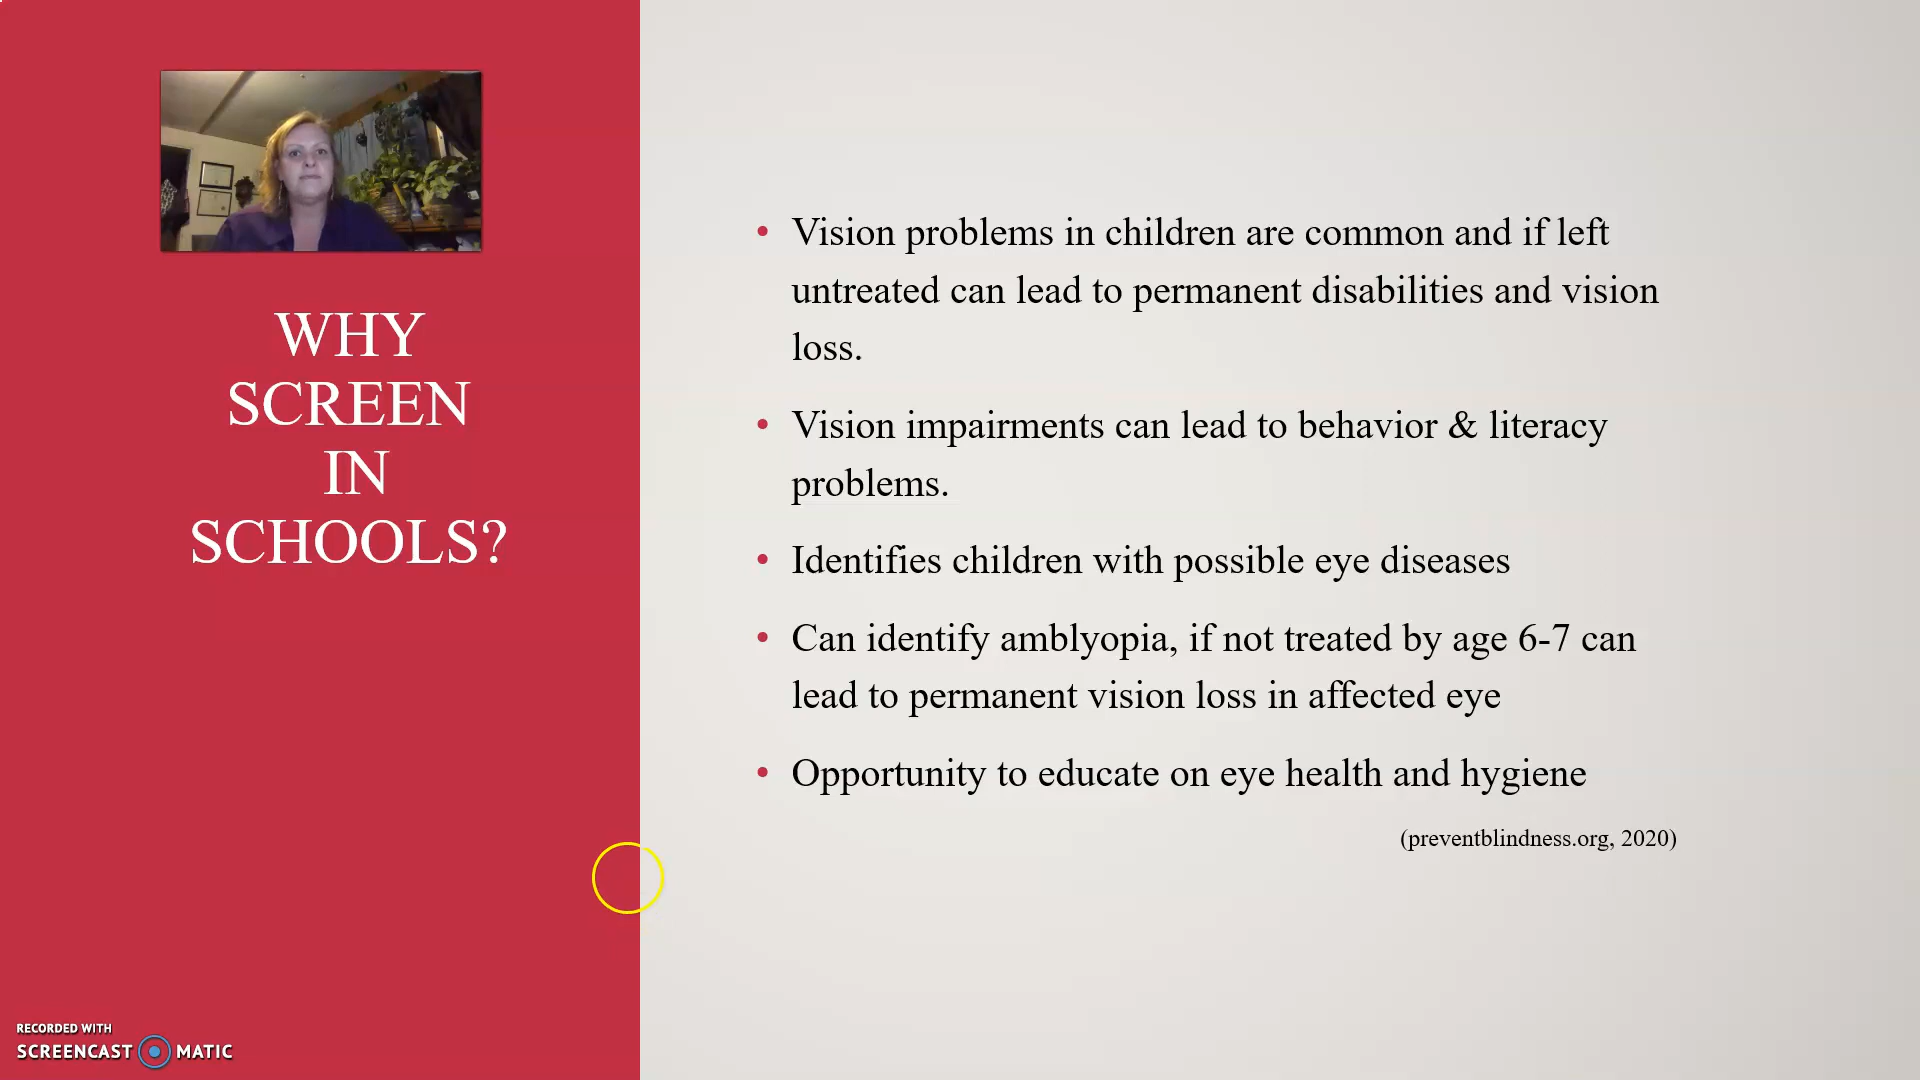 WHY
SCREEN
IN
SCHOOLS?
• Vision problems in children are common and if left
untreated can lead to permanent disabilities and vision
loss.
• Vision impairments can lead to behavior & literacy
problems.
• Identifies children with possible eye diseases
• Can identify amblyopia, if not treated by age 6-7 can
lead to permanent vision loss in affected eye
• Opportunity to educate on eye health and hygiene
(preventblindness.org, 2020)
RECORDED WITH
SCREENCAST MATIC